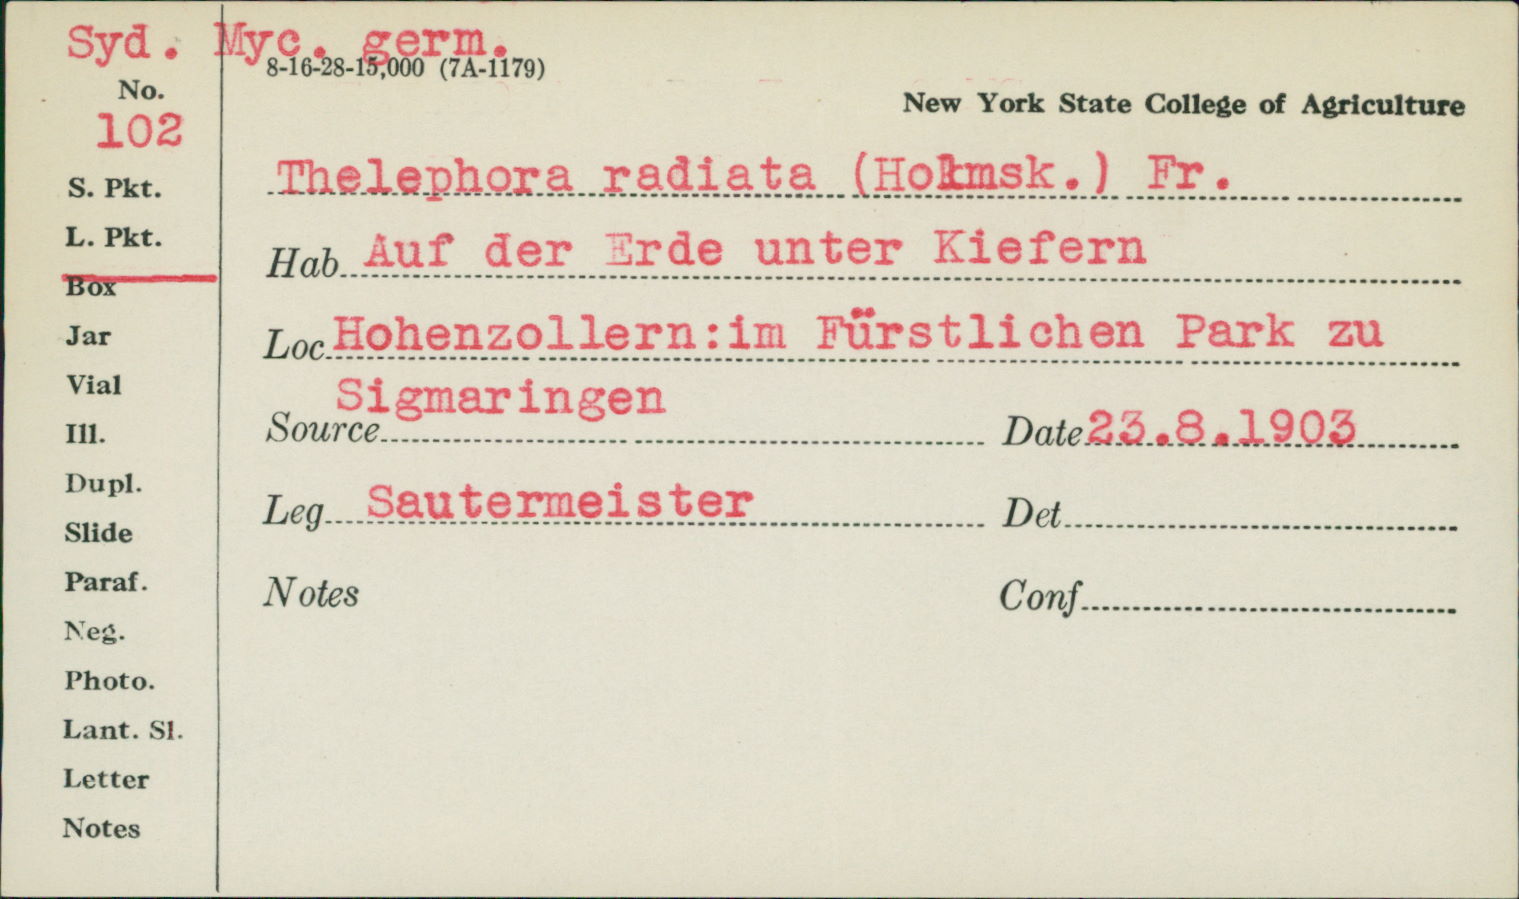 Syd. Myc. germ.
8-16-28-15,000 (7A-1179)
No.
102
New York State College of Agriculture
Thelephora radiata (Holmsk.) Fr.
S. Pkt.
L. Pkt.
Hab Auf der Erde unter Kiefern
Box
Jar
Loc Hohenzollern:im Fürstlichen Park zu
Sigmaringen
Vial
Ill.
Source Date 23.8.1903
Dupl.
Leg Sautermeister Det
Slide
Paraf.
Notes Conf
Neg.
Photo.
Lant. Sl.
Letter
Notes